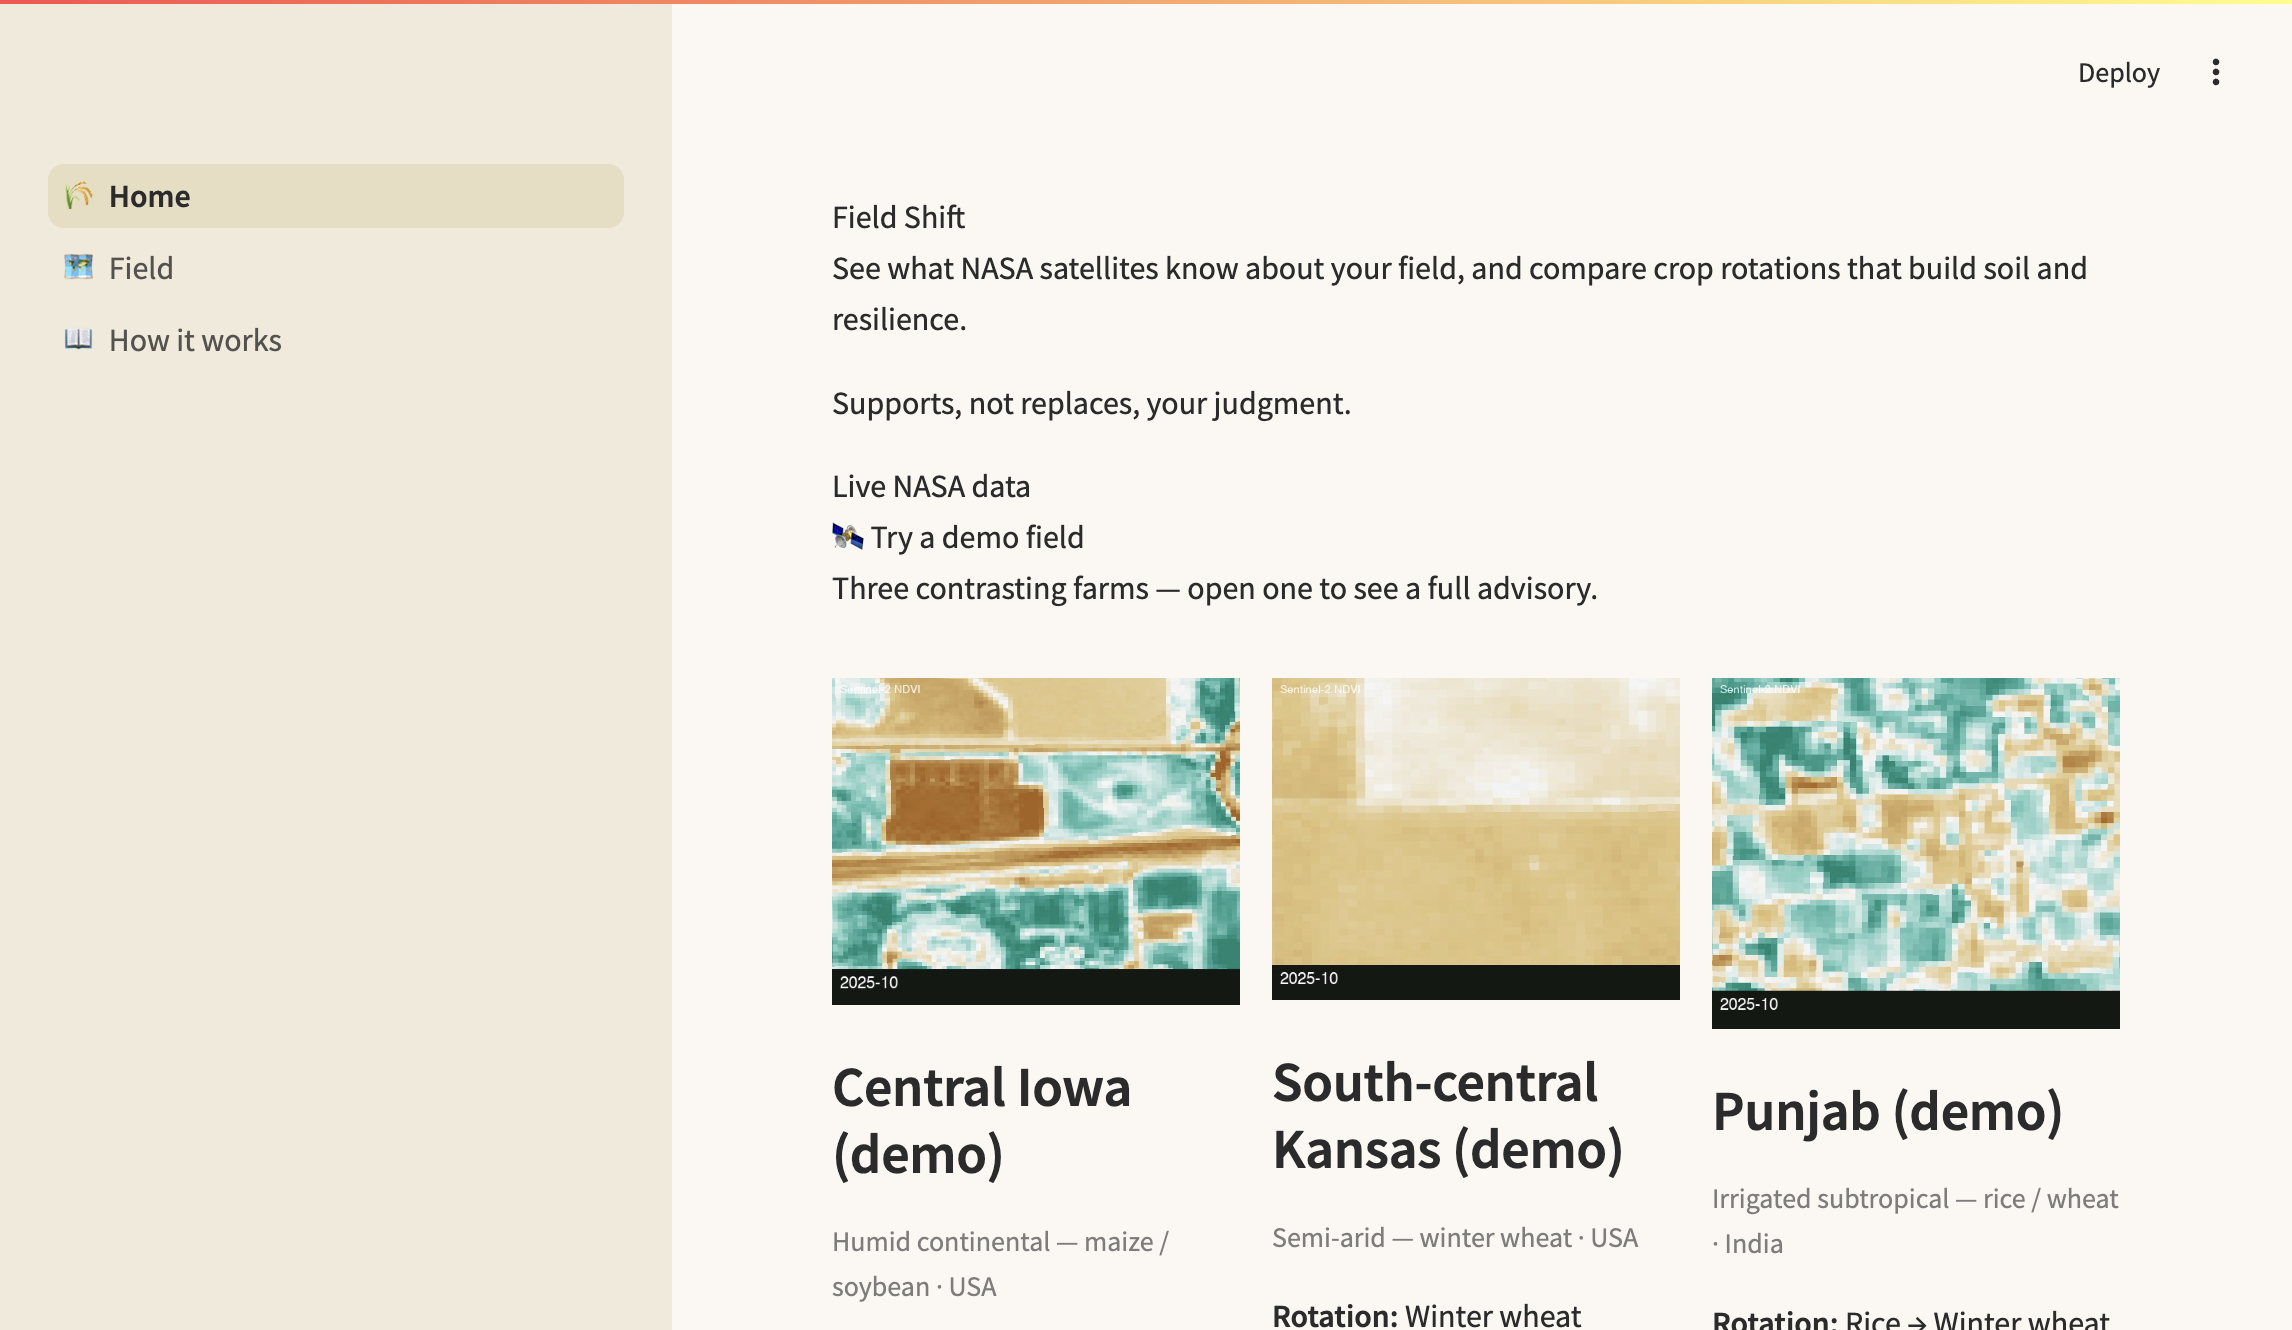 Deploy
Home
Field
How it works
Field Shift
See what NASA satellites know about your field, and compare crop rotations that build soil and
resilience.
Supports, not replaces, your judgment.
Live NASA data
Try a demo field
Three contrasting farms — open one to see a full advisory.
Sentinel-2 NDVI
2025-10
Central Iowa
(demo)
Humid continental — maize /
soybean · USA
Sentinel-2 NDVI
2025-10
South-central
Kansas (demo)
Semi-arid — winter wheat · USA
Rotation: Winter wheat
Sentinel-2 NDVI
2025-10
Punjab (demo)
Irrigated subtropical — rice / wheat
· India
Rotation: Rice → Winter wheat